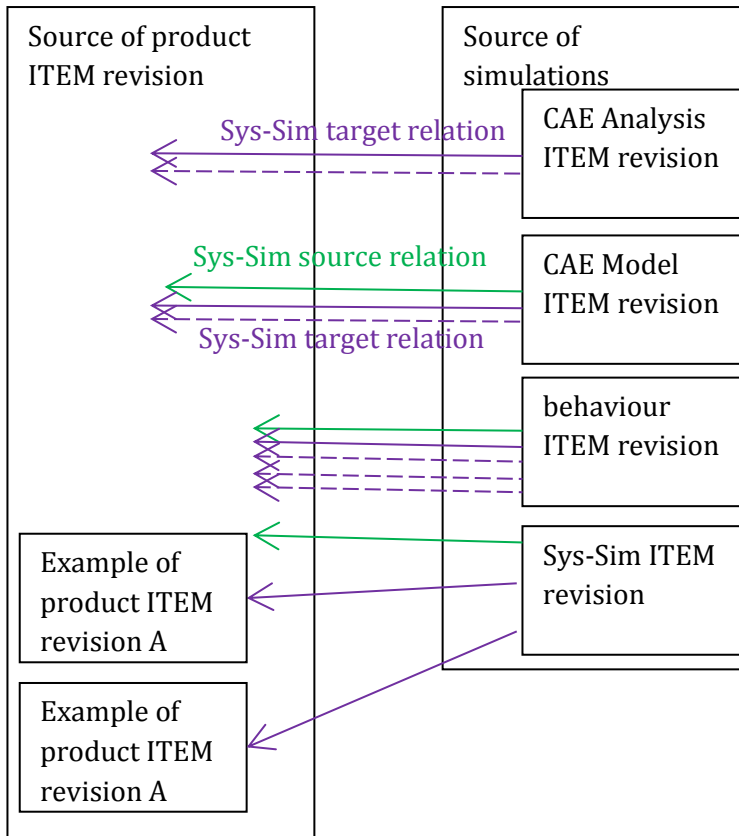 Source of product
ITEM revision
Source of
simulations
Sys-Sim target relation
CAE Analysis
ITEM revision
Sys-Sim source relation
CAE Model
ITEM revision
Sys-Sim target relation
behaviour
ITEM revision
Sys-Sim ITEM
revision
Example of
product ITEM
revision A
Example of
product ITEM
revision A